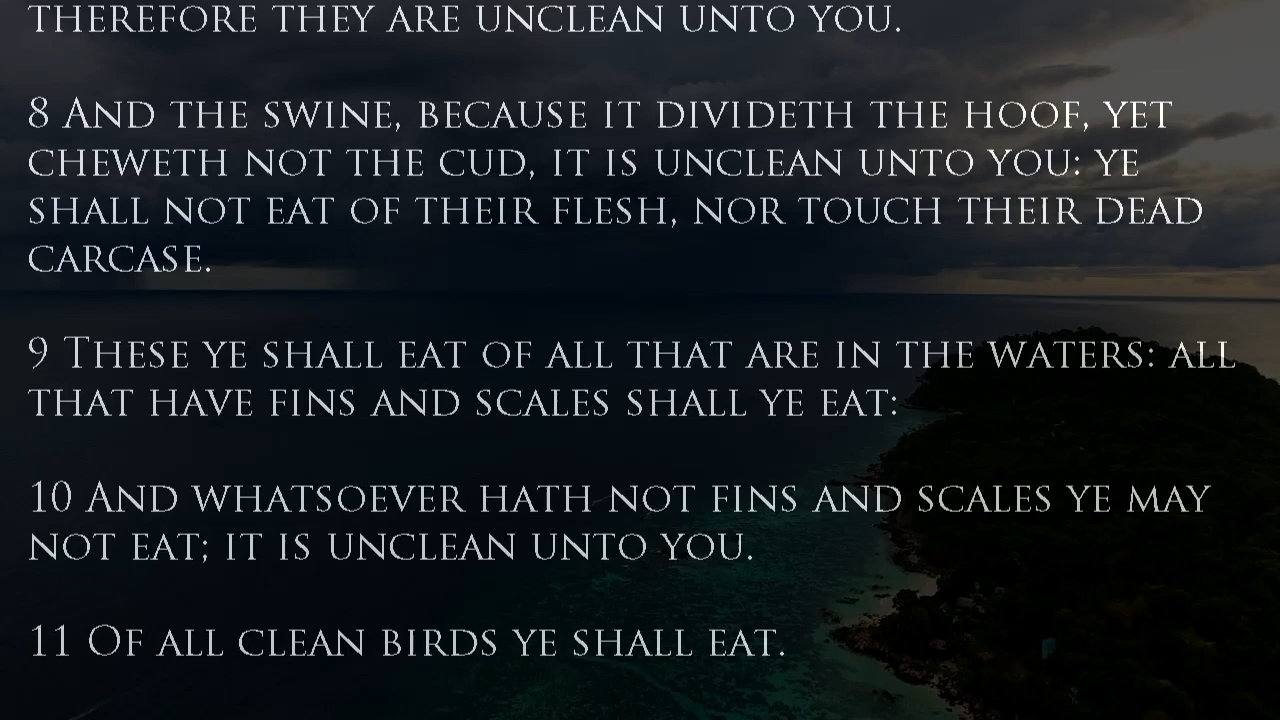 THEREFORE THEY ARE UNCLEAN UNTO YOU.
8 AND THE SWINE, BECAUSE IT DIVIDETH THE HOOF, YET
CHEWETH NOT THE CUD, IT IS UNCLEAN UNTO YOU: YE
SHALL NOT EAT OF THEIR FLESH, NOR TOUCH THEIR DEAD
CARCASE.
9 THESE YE SHALL EAT OF ALL THAT ARE IN THE WATERS: ALL
THAT HAVE FINS AND SCALES SHALL YE EAT:
10 AND WHATSOEVER HATH NOT FINS AND SCALES YE MAY
NOT EAT; IT IS UNCLEAN UNTO YOU.
11 OF ALL CLEAN BIRDS YE SHALL EAT.